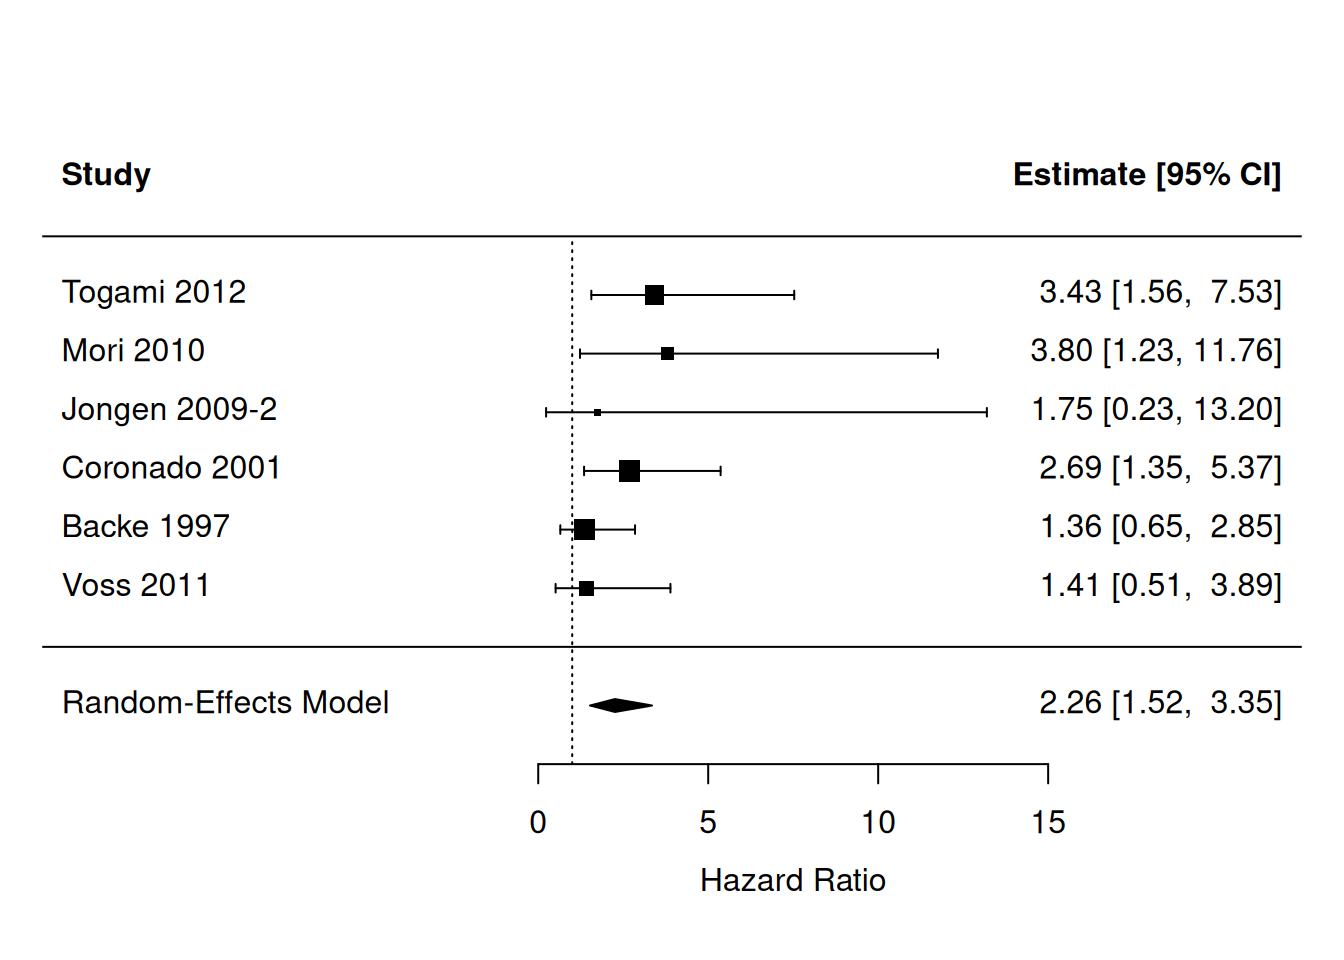 Study Estimate [95% CI]
Togami 2012 3.43 [1.56, 7.53]
Mori 2010 3.80 [1.23, 11.76]
Jongen 2009-2 1.75 [0.23, 13.20]
Coronado 2001 2.69 [1.35, 5.37]
Backe 1997 1.36 [0.65, 2.85]
Voss 2011 1.41 [0.51, 3.89]
Random-Effects Model 2.26 [1.52, 3.35]
0 5 10 15
Hazard Ratio